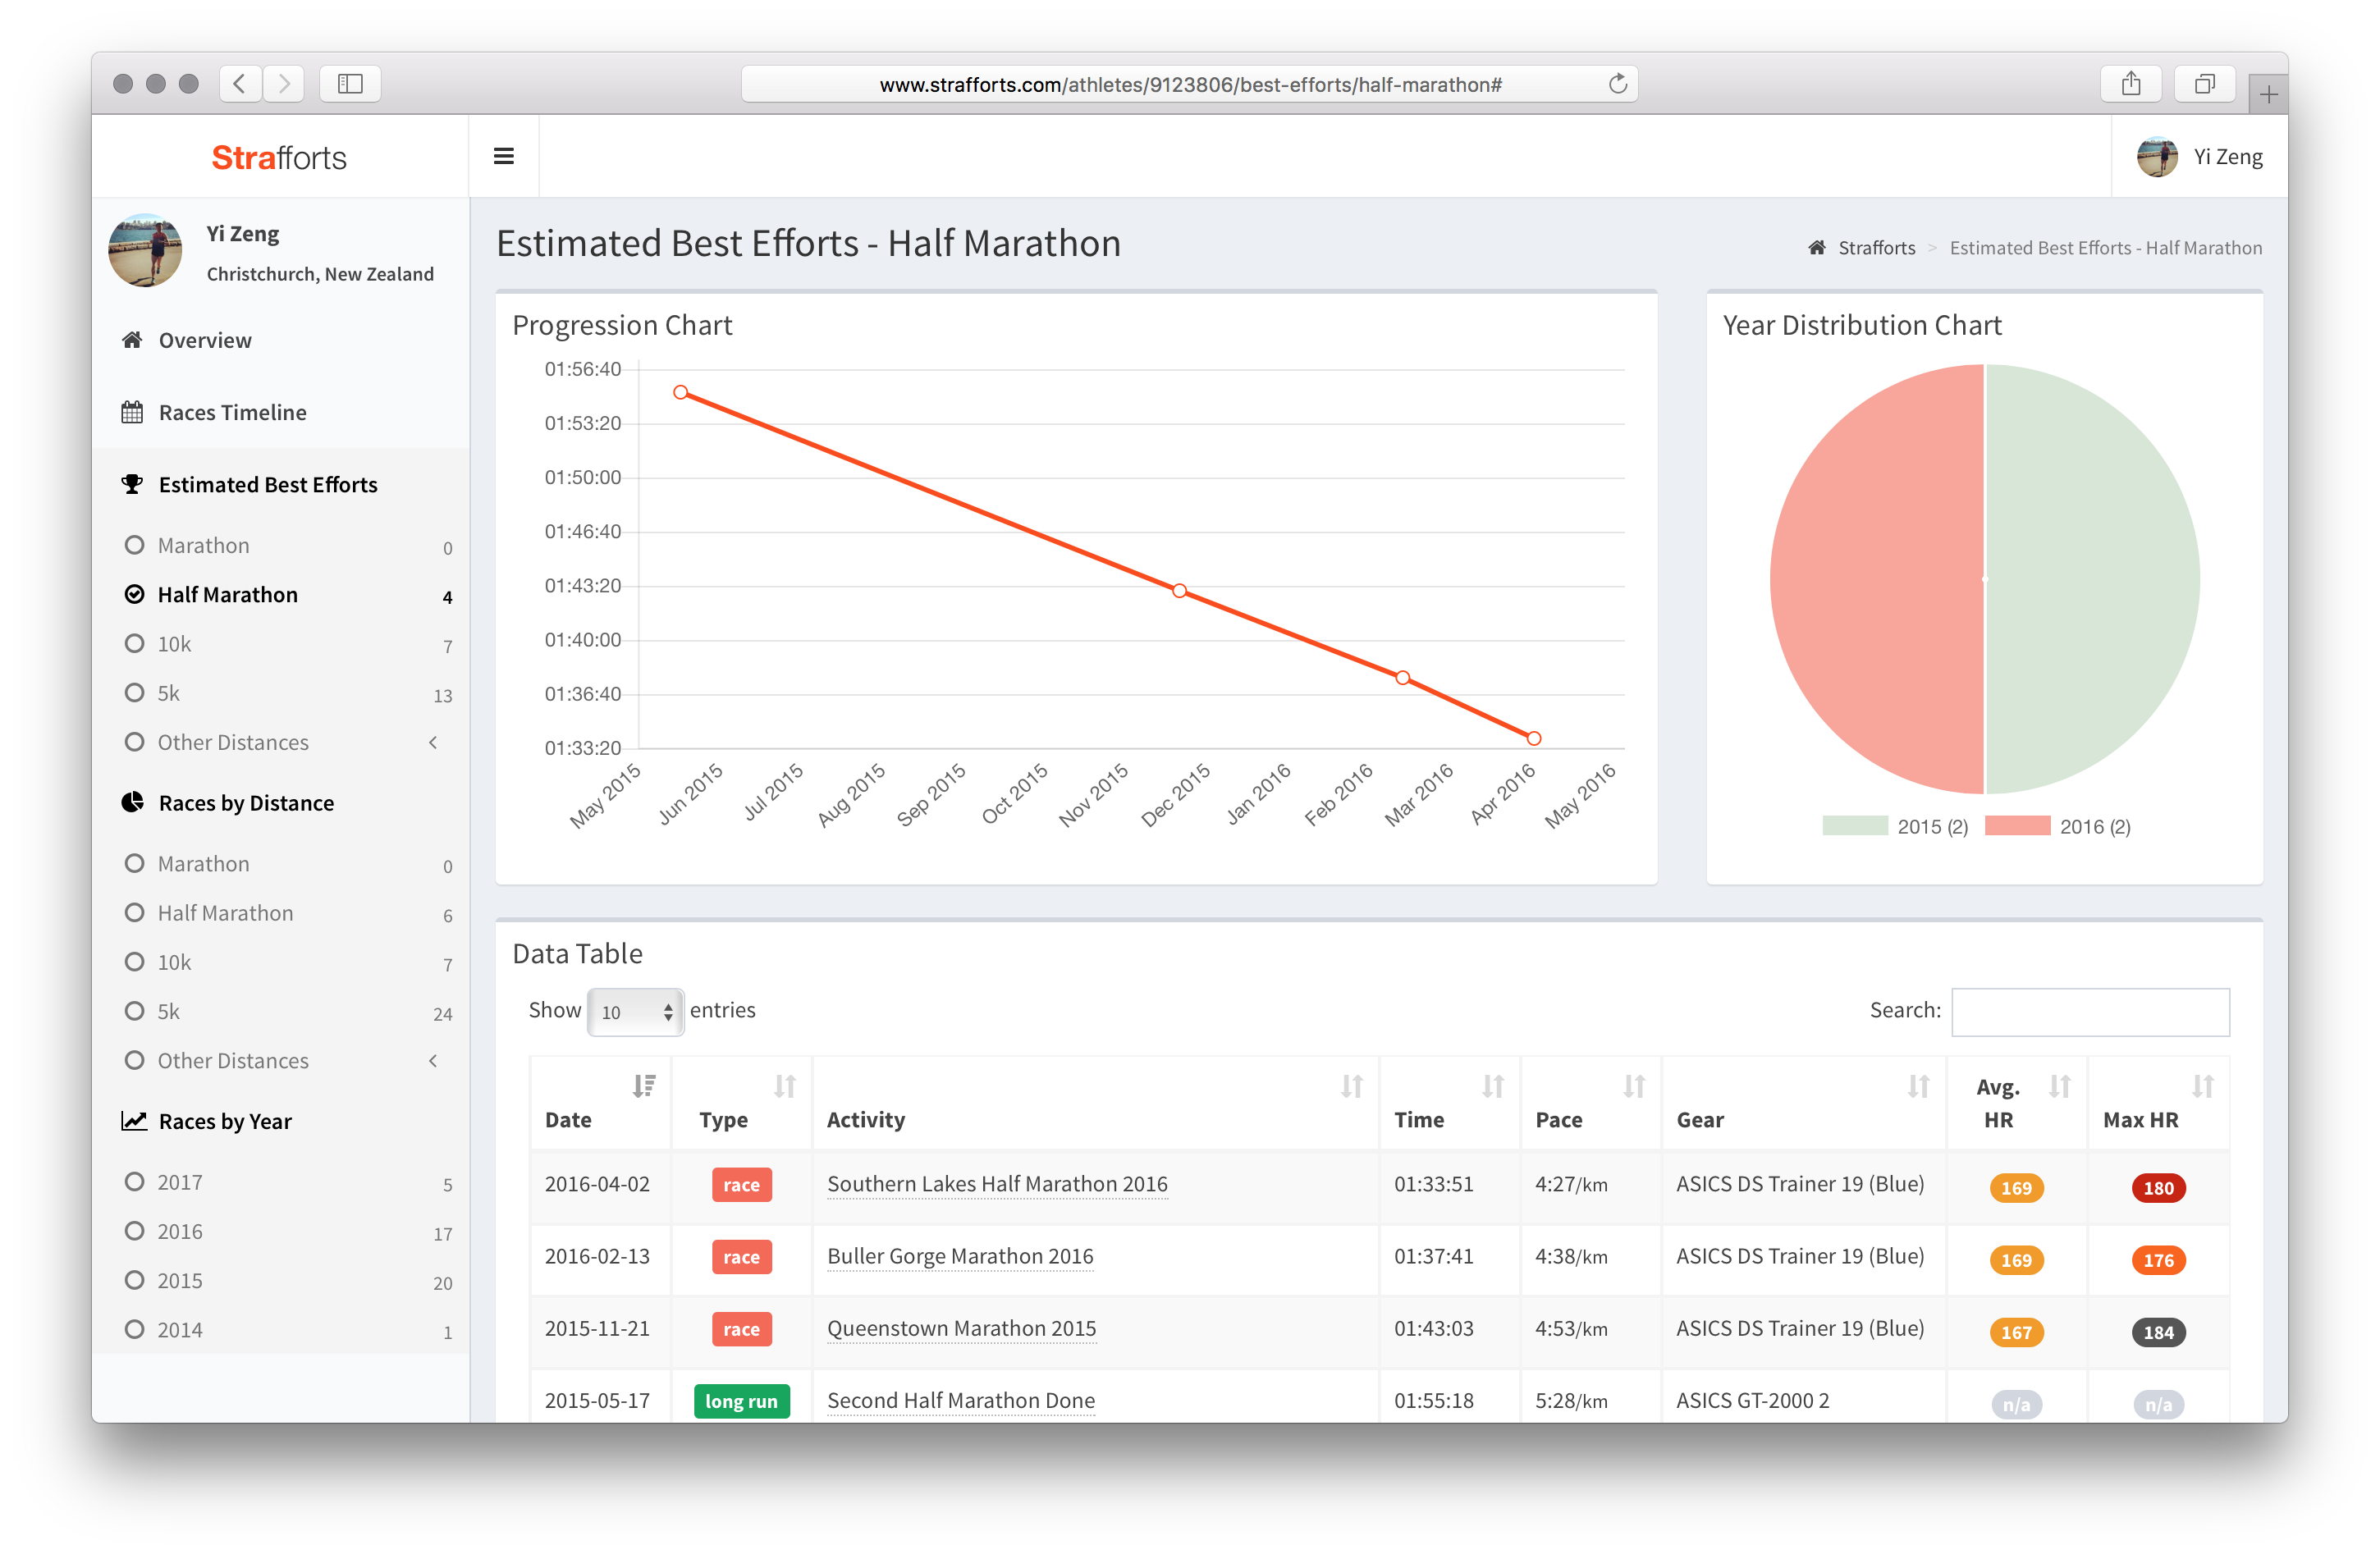 www.strafforts.com/athletes/9123806/best-efforts/half-marathon#
Strafforts
Yi Zeng
Yi Zeng
Christchurch, New Zealand
Overview
Races Timeline
Estimated Best Efforts
Marathon 0
Half Marathon 4
10k 7
5k 13
Other Distances
Races by Distance
Marathon 0
Half Marathon 6
10k 7
5k 24
Other Distances
Races by Year
2017 5
2016 17
2015 20
2014 1
Estimated Best Efforts - Half Marathon
Strafforts > Estimated Best Efforts - Half Marathon
Progression Chart
01:56:40
01:53:20
01:50:00
01:46:40
01:43:20
01:40:00
01:36:40
01:33:20
May 2015
Jun 2015
Jul 2015
Aug 2015
Sep 2015
Oct 2015
Nov 2015
Dec 2015
Jan 2016
Feb 2016
Mar 2016
Apr 2016
May 2016
Year Distribution Chart
2015 (2) 2016 (2)
Data Table
Show 10 entries
Search:
Date Type Activity Time Pace Gear Avg. HR Max HR
2016-04-02 race Southern Lakes Half Marathon 2016 01:33:51 4:27/km ASICS DS Trainer 19 (Blue) 169 180
2016-02-13 race Buller Gorge Marathon 2016 01:37:41 4:38/km ASICS DS Trainer 19 (Blue) 169 176
2015-11-21 race Queenstown Marathon 2015 01:43:03 4:53/km ASICS DS Trainer 19 (Blue) 167 184
2015-05-17 long run Second Half Marathon Done 01:55:18 5:28/km ASICS GT-2000 2 n/a n/a